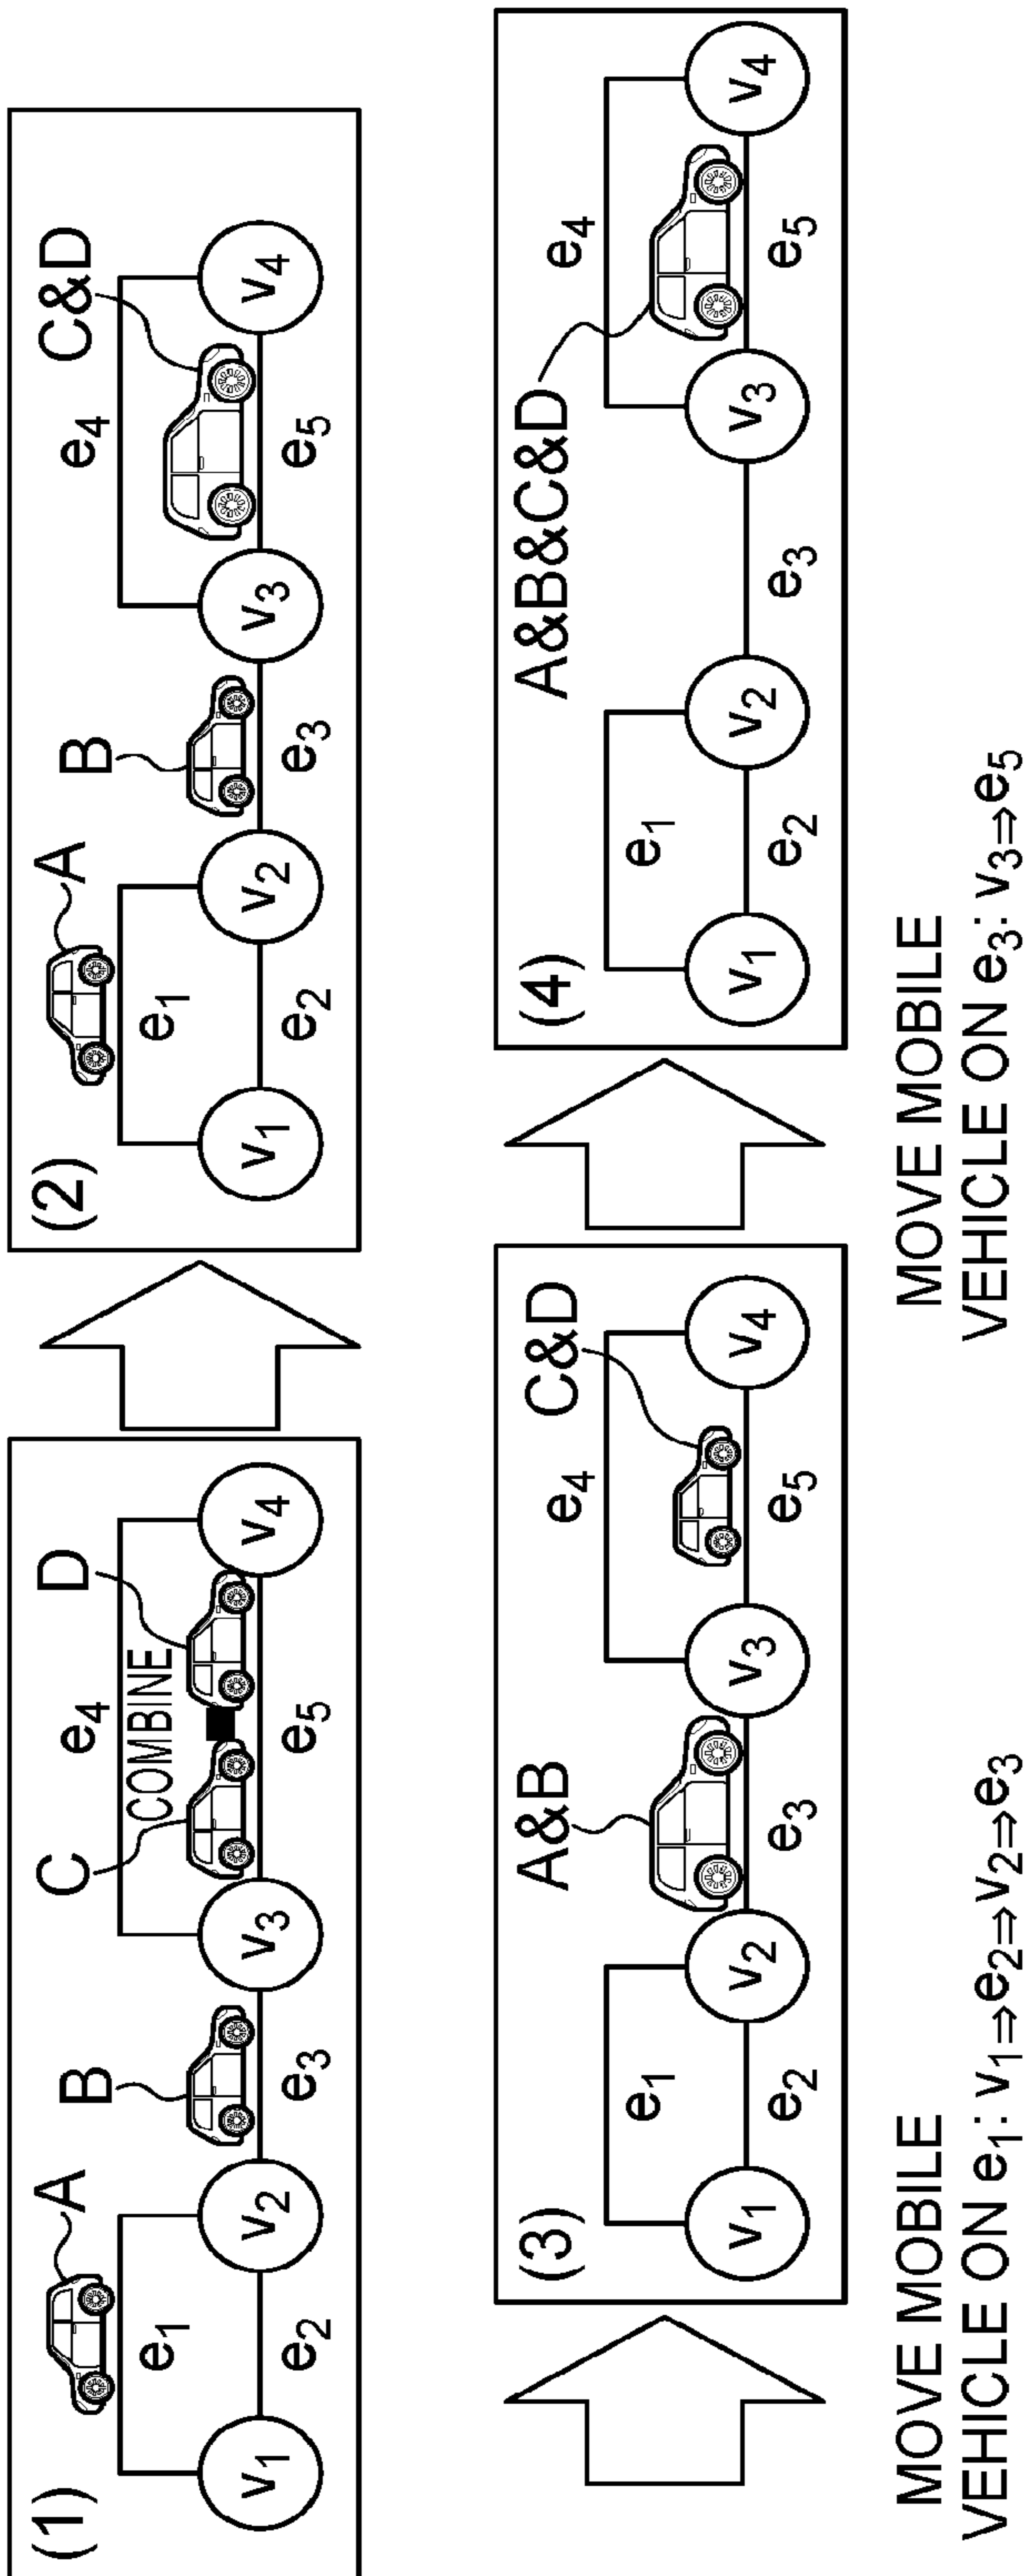 (1)
A
B
C
D
e₁
e₄
COMBINE
v₁
v₂
v₃
v₄
e₂
e₃
e₅
(2)
A
B
C&D
e₁
e₄
v₁
v₂
v₃
v₄
e₂
e₃
e₅
(3)
A&B
C&D
e₁
e₄
v₁
v₂
v₃
v₄
e₂
e₃
e₅
MOVE MOBILE
VEHICLE ON e₁: v₁⇒e₂⇒v₂⇒e₃
(4)
A&B&C&D
e₁
e₄
v₁
v₂
v₃
v₄
e₂
e₃
e₅
MOVE MOBILE
VEHICLE ON e₃: v₃⇒e₅